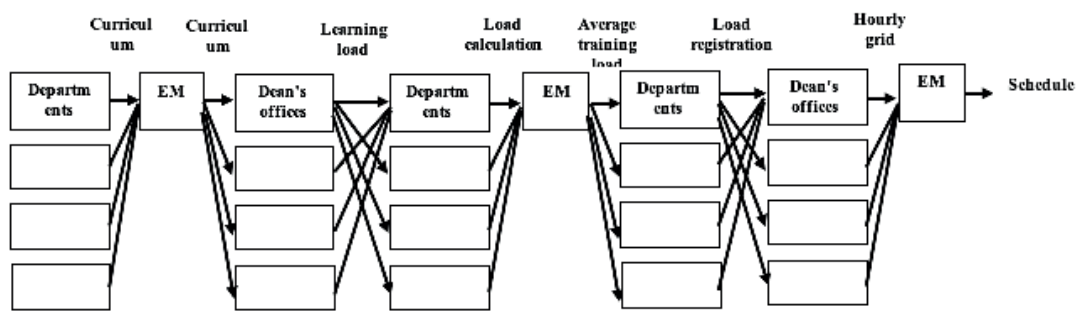 Curricul
um
Curricul
um
Learning
load
Load
calculation
Average
training
load
Load
registration
Hourly
grid
Departm
ents
EM
Dean's
offices
Departm
ents
EM
Departm
ents
Dean's
offices
EM
Schedule